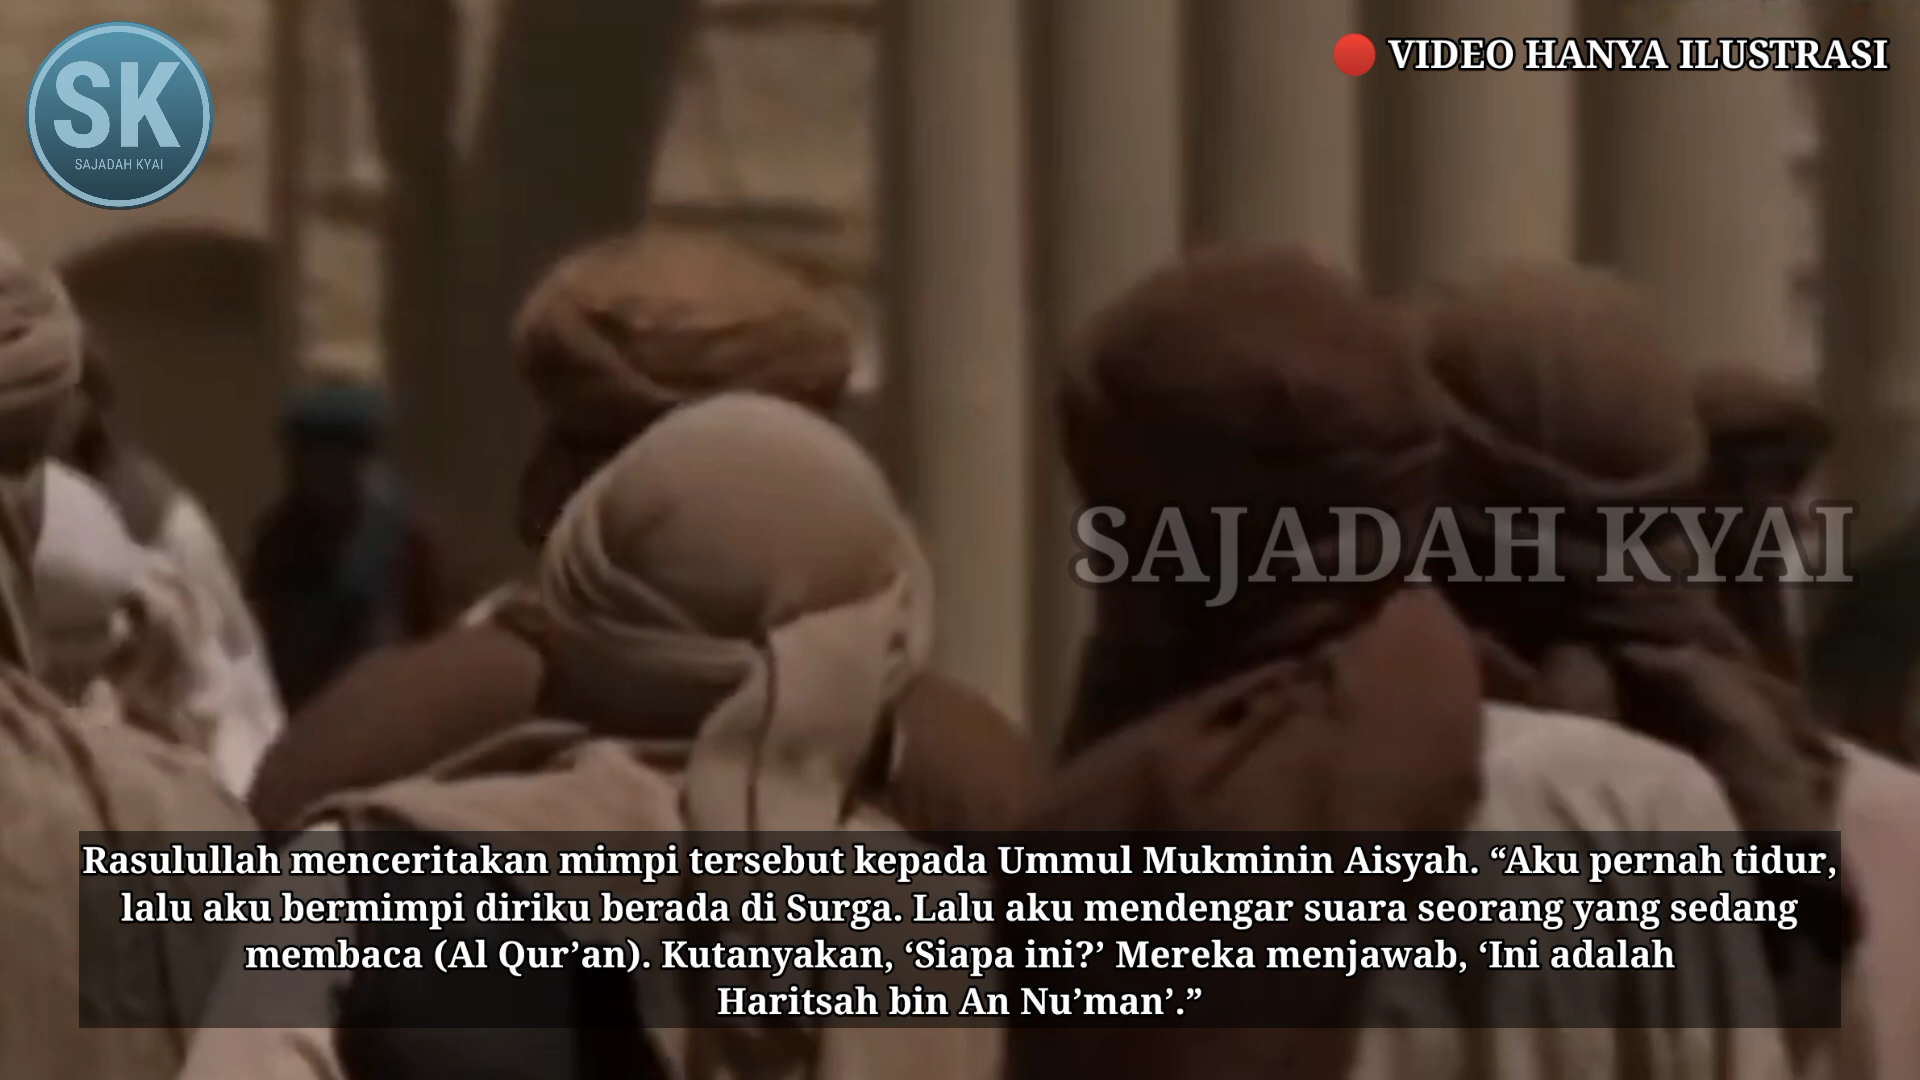 SK
SAJADAH KYAI
VIDEO HANYA ILUSTRASI
SAJADAH KYAI
Rasulullah menceritakan mimpi tersebut kepada Ummul Mukminin Aisyah. “Aku pernah tidur,
lalu aku bermimpi diriku berada di Surga. Lalu aku mendengar suara seorang yang sedang
membaca (Al Qur’an). Kutanyakan, ‘Siapa ini?’ Mereka menjawab, ‘Ini adalah
Haritsah bin An Nu’man’.”